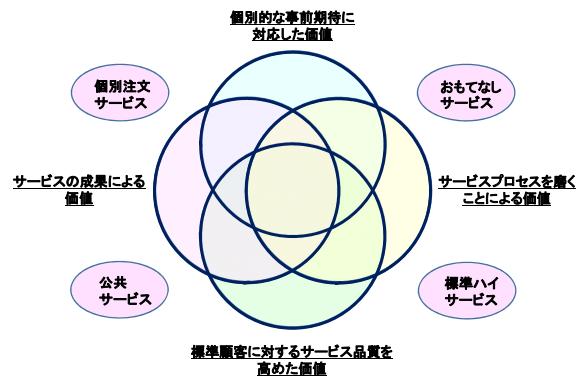 個別的な事前期待に
対応した価値
個別注文
サービス
おもてなし
サービス
サービスの成果による
価値
サービスプロセスを磨く
ことによる価値
公共
サービス
標準ハイ
サービス
標準顧客に対するサービス品質を
高めた価値